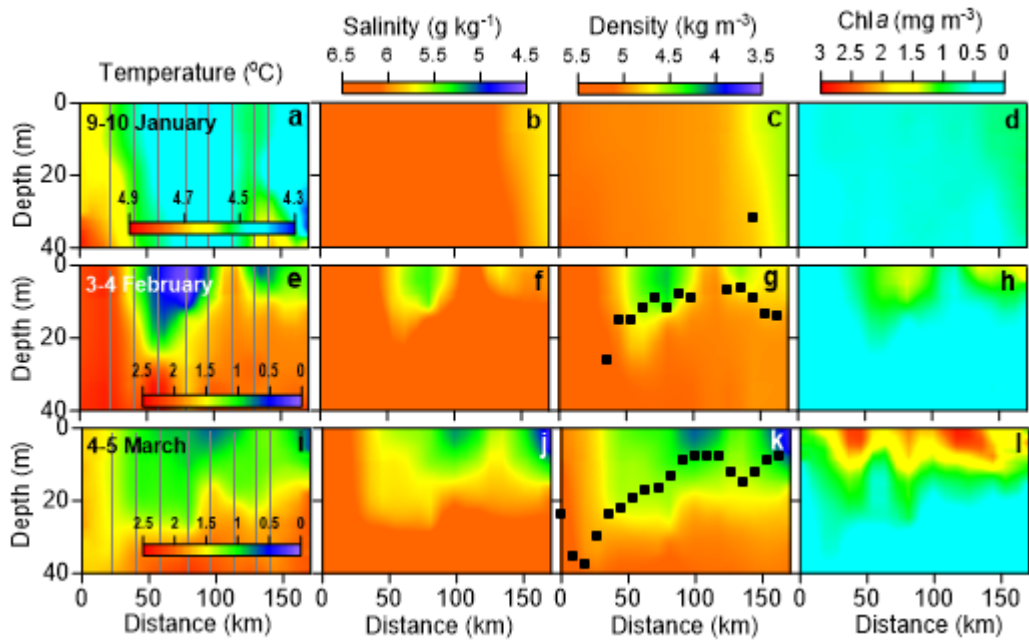 Salinity (g kg⁻¹) Density (kg m⁻³) Chl a (mg m⁻³)
6.5 6 5.5 5 4.5 5.5 5 4.5 4 3.5 3 2.5 2 1.5 1 0.5 0
Temperature (ºC)
0 9-10 January a b c d
Depth (m) 20
4.9 4.7 4.5 4.3
40
0 3-4 February e f g h
Depth (m) 20
2.5 2 1.5 1 0.5 0
40
0 4-5 March i j k l
Depth (m) 20
2.5 2 1.5 1 0.5 0
40
0 50 100 150 0 50 100 150 0 50 100 150 0 50 100 150
Distance (km) Distance (km) Distance (km) Distance (km)